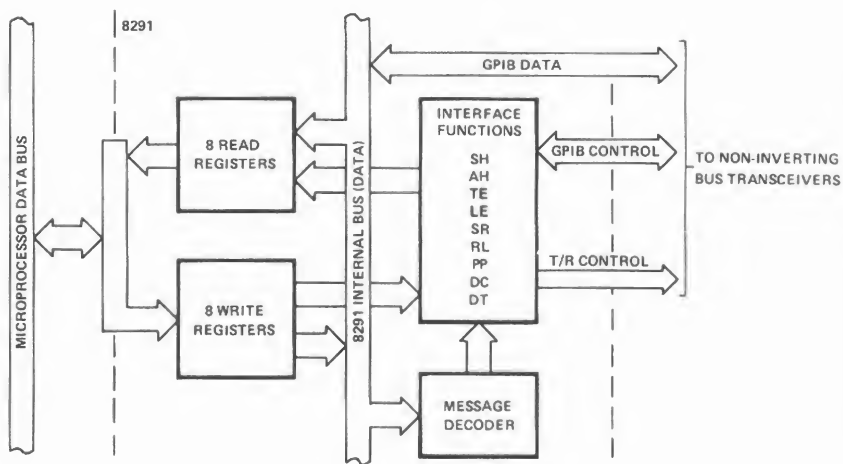 8291
MICROPROCESSOR DATA BUS
8 READ
REGISTERS
8 WRITE
REGISTERS
8291 INTERNAL BUS (DATA)
GPIB DATA
INTERFACE
FUNCTIONS
SH
AH
TE
LE
SR
RL
PP
DC
DT
GPIB CONTROL
T/R CONTROL
TO NON-INVERTING
BUS TRANSCEIVERS
MESSAGE
DECODER